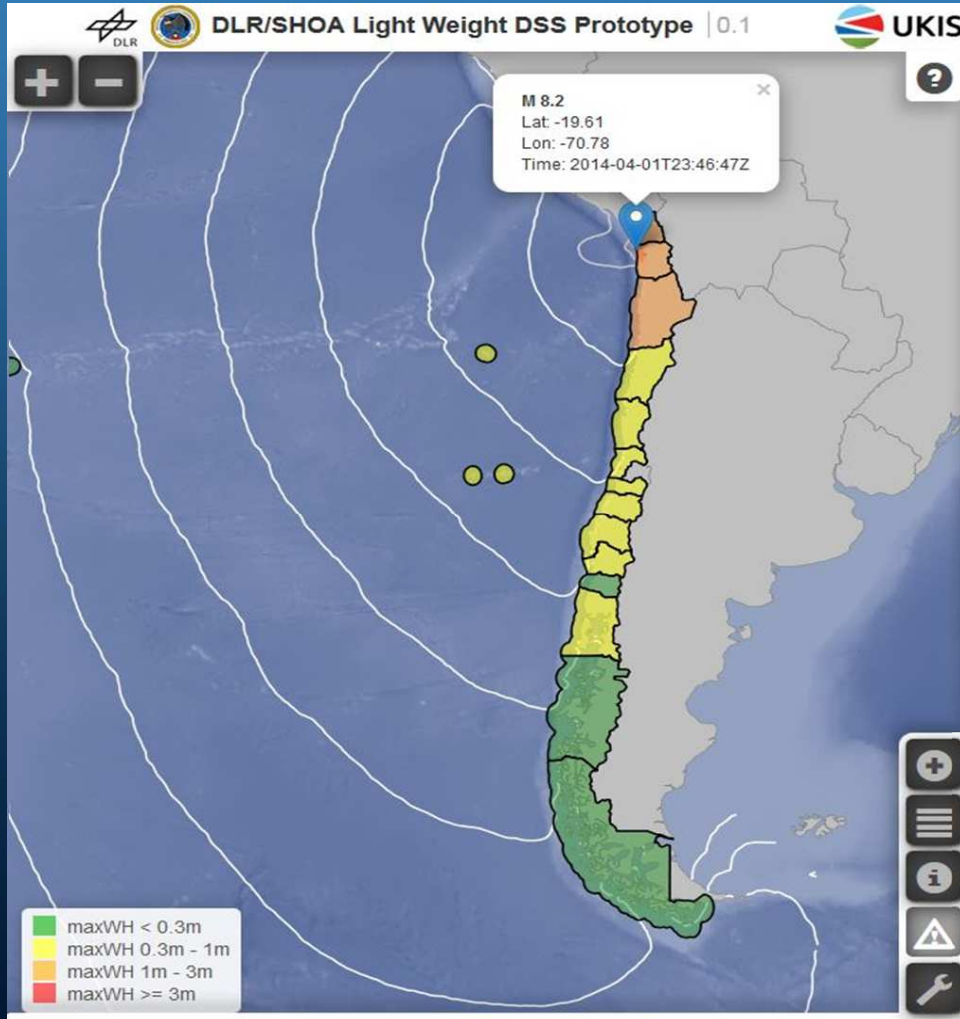 DLR
DLR/SHOA Light Weight DSS Prototype | 0.1
UKIS
M 8.2
Lat: -19.61
Lon: -70.78
Time: 2014-04-01T23:46:47Z
maxWH < 0.3m
maxWH 0.3m - 1m
maxWH 1m - 3m
maxWH >= 3m